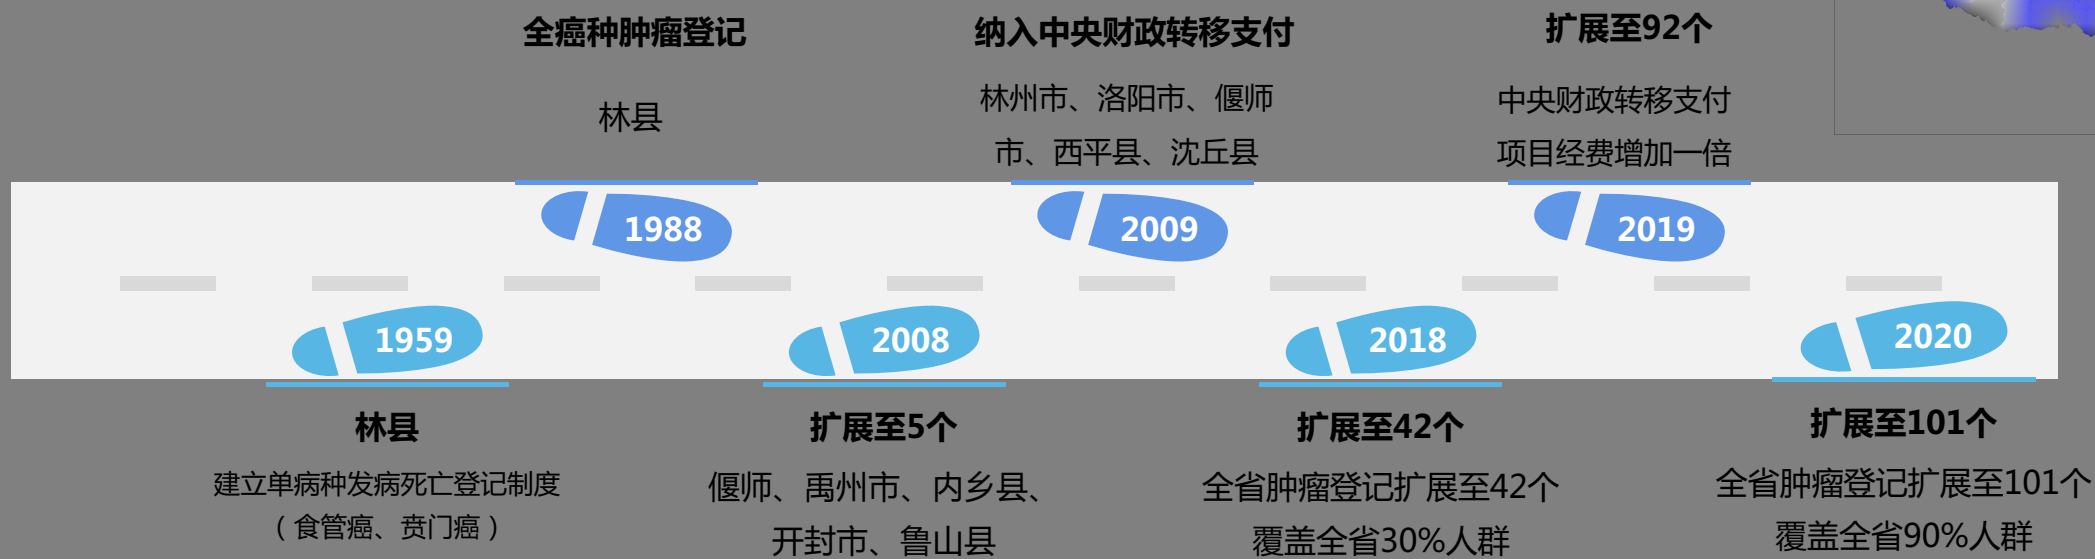 全癌种肿瘤登记
林县
纳入中央财政转移支付
林州市、洛阳市、偃师
市、西平县、沈丘县
扩展至92个
中央财政转移支付
项目经费增加一倍
1988
2009
2019
1959
2008
2018
2020
林县
建立单病种发病死亡登记制度
（食管癌、贲门癌）
扩展至5个
偃师、禹州市、内乡县、
开封市、鲁山县
扩展至42个
全省肿瘤登记扩展至42个
覆盖全省30%人群
扩展至101个
全省肿瘤登记扩展至101个
覆盖全省90%人群